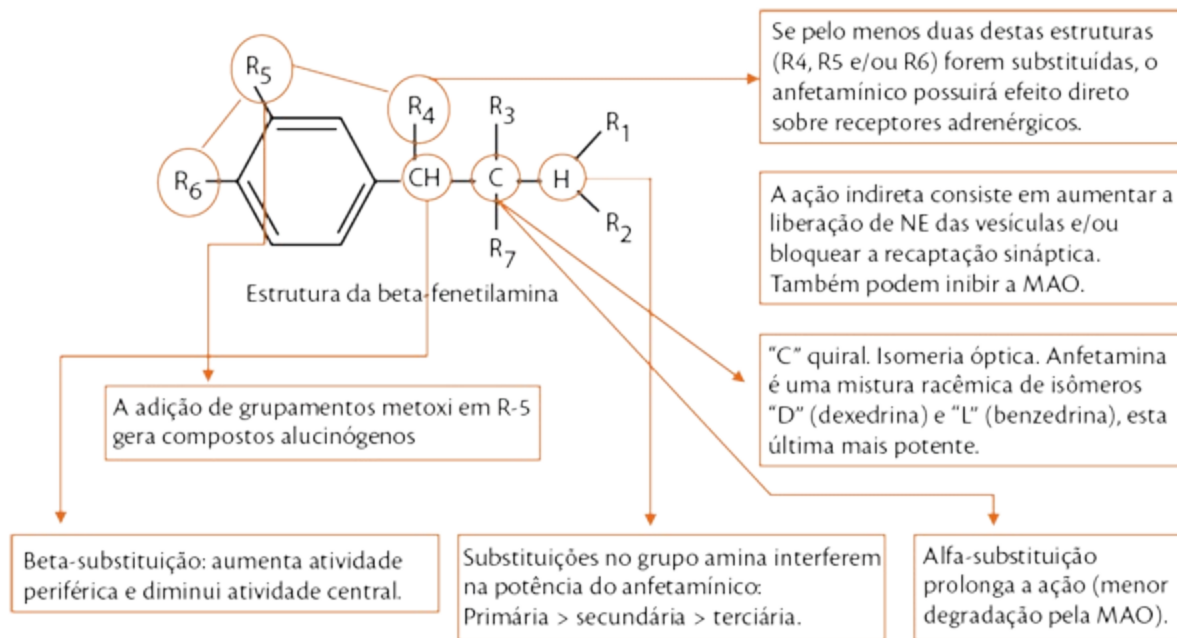 Se pelo menos duas destas estruturas
(R4, R5 e/ou R6) forem substituídas, o
anfetamínico possuirá efeito direto
sobre receptores adrenérgicos.
R5
R4
R3
R1
R6
CH
C
H
R2
R7
Estrutura da beta-fenetilamina
A ação indireta consiste em aumentar a
liberação de NE das vesículas e/ou
bloquear a recaptação sináptica.
Também podem inibir a MAO.
"C" quiral. Isomeria óptica. Anfetamina
é uma mistura racêmica de isômeros
"D" (dexedrina) e "L" (benzedrina), esta
última mais potente.
A adição de grupamentos metoxi em R-5
gera compostos alucinógenos
Beta-substituição: aumenta atividade
periférica e diminui atividade central.
Substituições no grupo amina interferem
na potência do anfetamínico:
Primária > secundária > terciária.
Alfa-substituição
prolonga a ação (menor
degradação pela MAO).